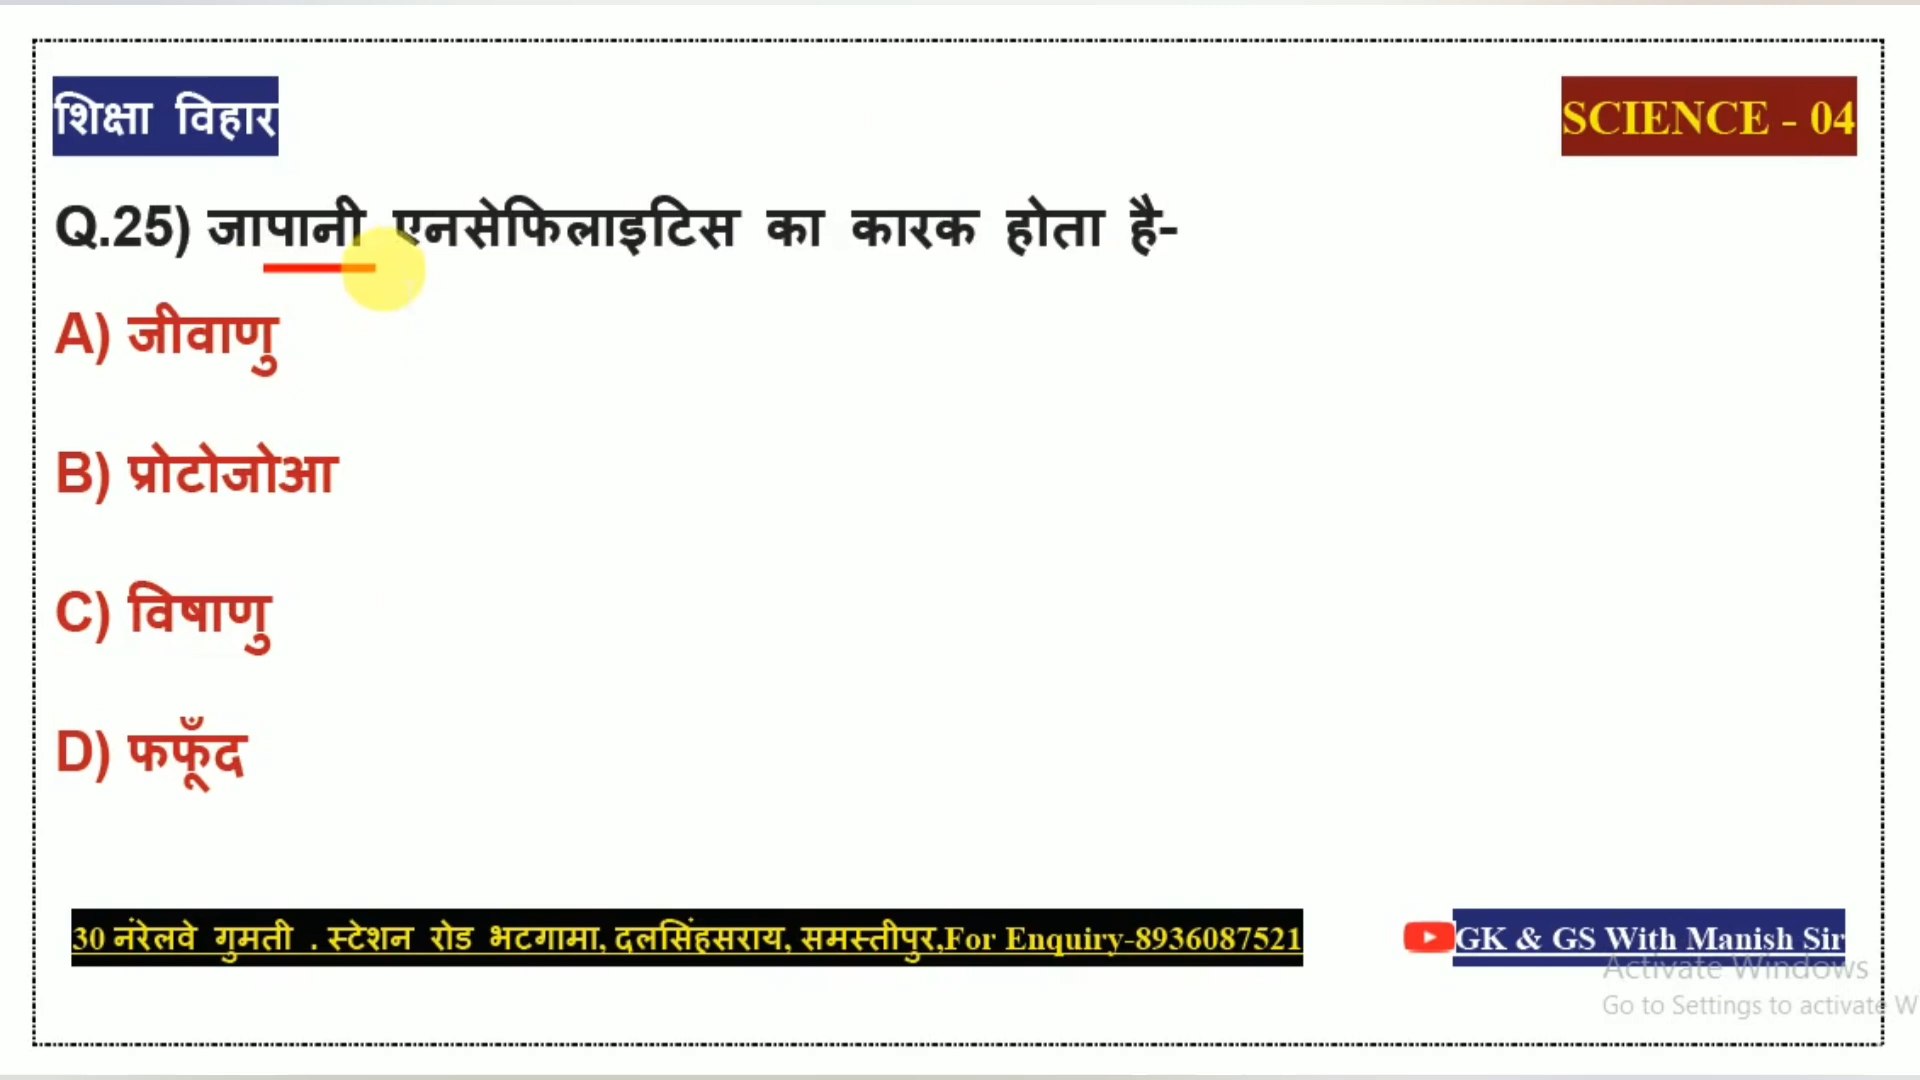 शिक्षा विहार
SCIENCE - 04
Q.25) जापानी एनसेफिलाइटिस का कारक होता है-
A) जीवाणु
B) प्रोटोजोआ
C) विषाणु
D) फफूँद
30 नंरेलवे गुमती . स्टेशन रोड भटगामा, दलसिंहसराय, समस्तीपुर,For Enquiry-8936087521
GK & GS With Manish Sir
Activate Windows
Go to Settings to activate W